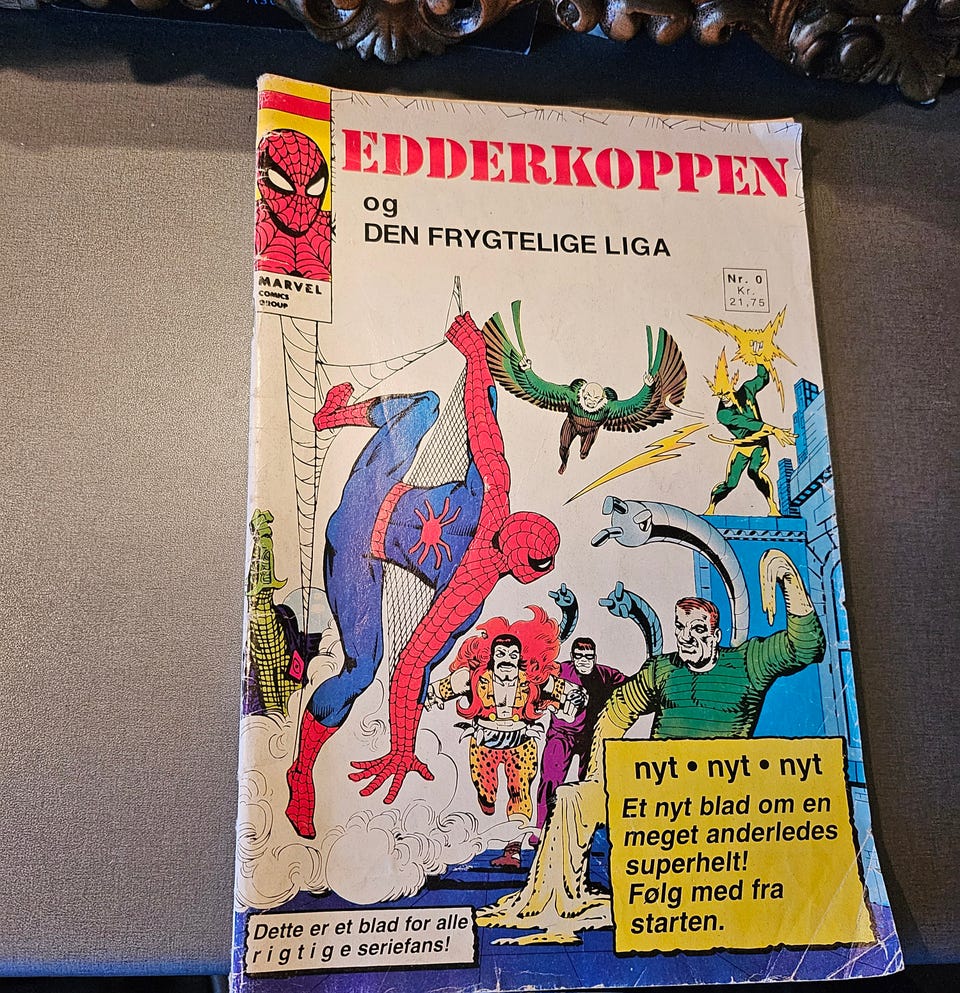 EDDERKOPPEN
og
DEN FRYGTELIGE LIGA
MARVEL
COMICS
GROUP
Nr. 0
Kr.
21,75
nyt • nyt • nyt
Et nyt blad om en
meget anderledes
superhelt!
Følg med fra
starten.
Dette er et blad for alle
rigtige seriefans!